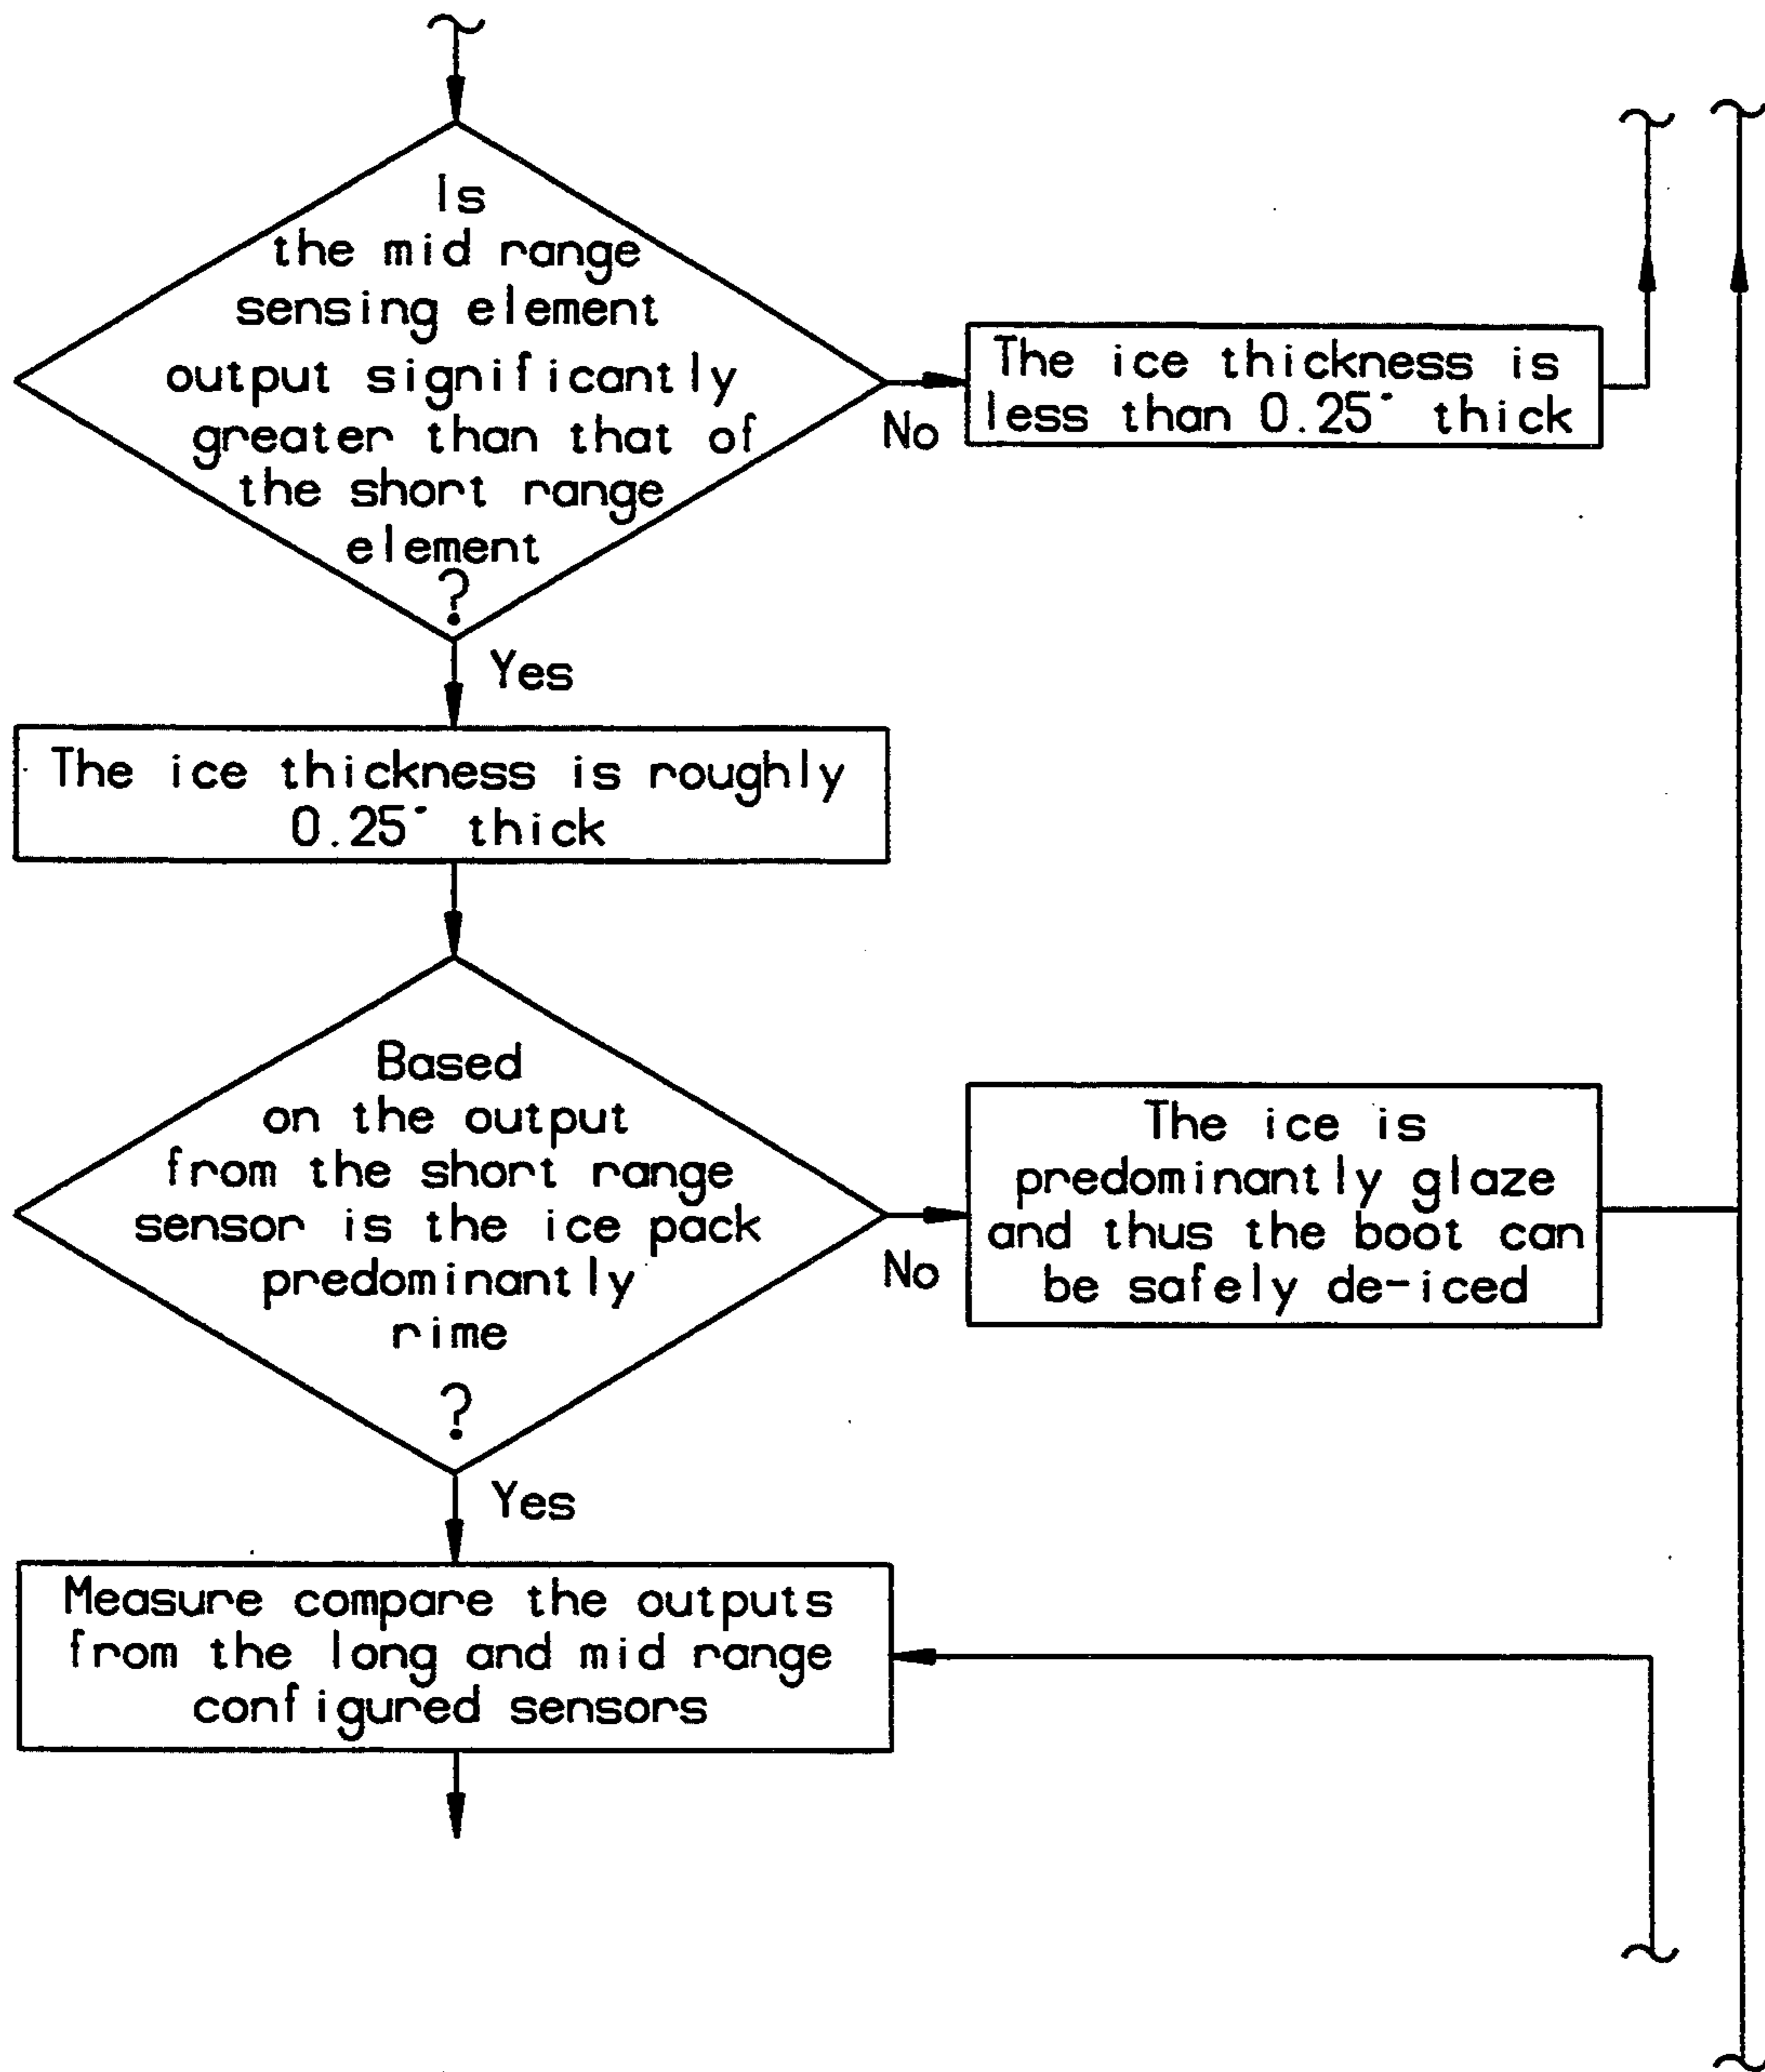 Is
the mid range
sensing element
output significantly
greater than that of
the short range
element
?
No
The ice thickness is
less than 0.25" thick
Yes
The ice thickness is roughly
0.25" thick
Based
on the output
from the short range
sensor is the ice pack
predominantly
rime
?
No
The ice is
predominantly glaze
and thus the boot can
be safely de-iced
Yes
Measure compare the outputs
from the long and mid range
configured sensors